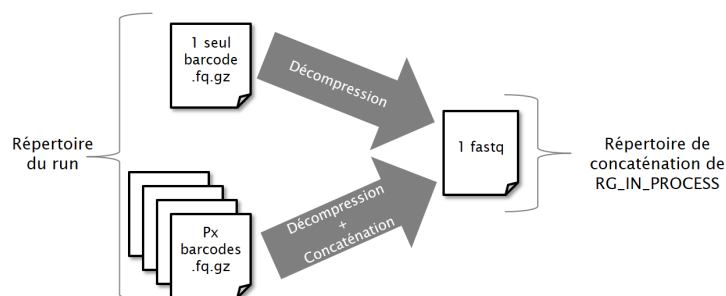 1 seul
barcode
.fq.gz
Décompression
Répertoire
du run
1 fastq
Répertoire de
concaténation de
RG_IN_PROCESS
Px
barcodes
.fq.gz
Décompression
+
Concaténation